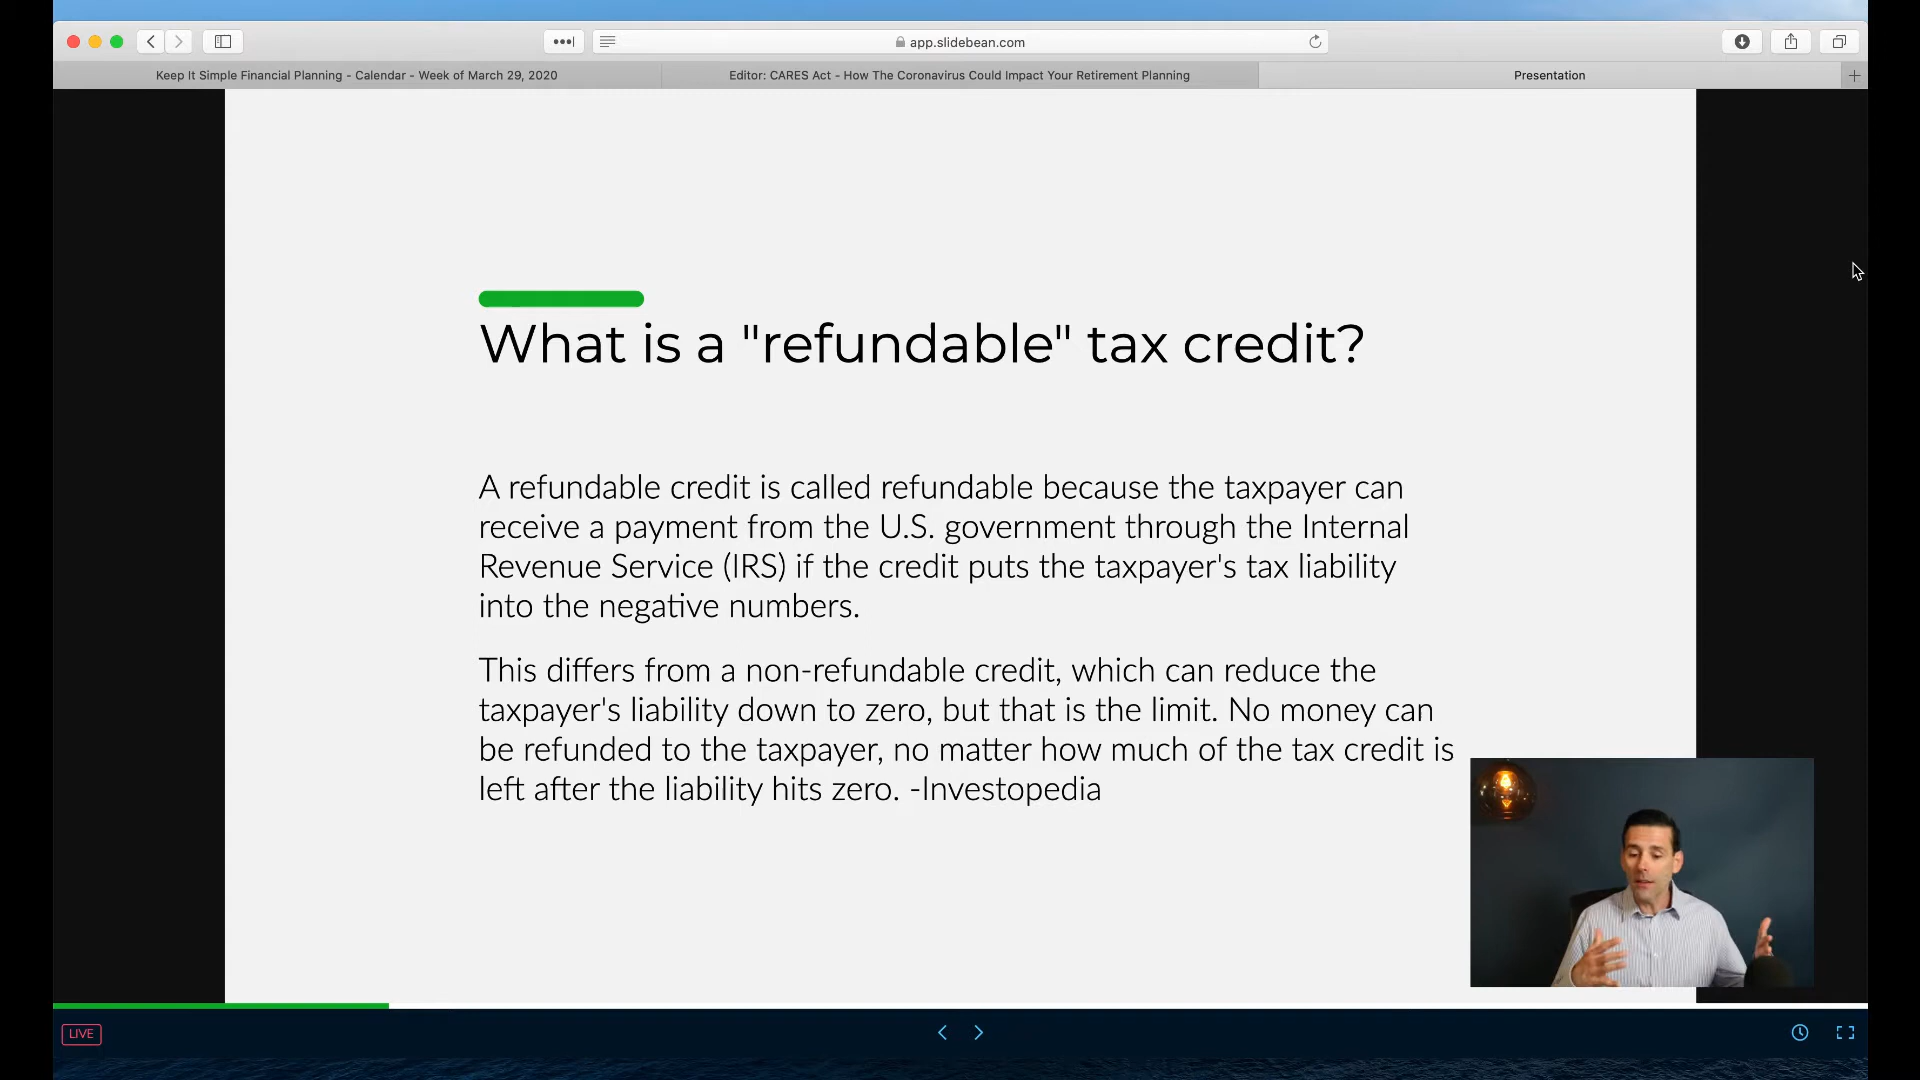 app.slidebean.com
Keep It Simple Financial Planning - Calendar - Week of March 29, 2020
Editor: CARES Act - How The Coronavirus Could Impact Your Retirement Planning
Presentation
What is a "refundable" tax credit?
A refundable credit is called refundable because the taxpayer can
receive a payment from the U.S. government through the Internal
Revenue Service (IRS) if the credit puts the taxpayer's tax liability
into the negative numbers.
This differs from a non-refundable credit, which can reduce the
taxpayer's liability down to zero, but that is the limit. No money can
be refunded to the taxpayer, no matter how much of the tax credit is
left after the liability hits zero. -Investopedia
LIVE